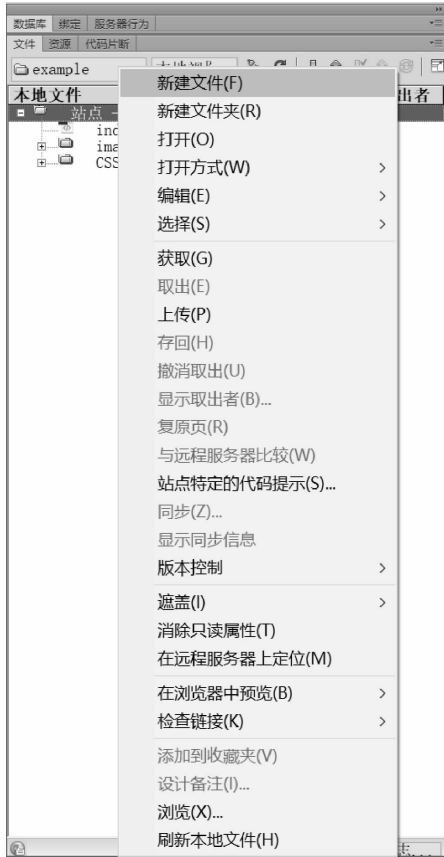 数据库 绑定 服务器行为
文件 资源 代码片断
example
本地文件 出者
站点
新建文件(F)
新建文件夹(R)
打开(O)
打开方式(W)
编辑(E)
选择(S)
获取(G)
取出(E)
上传(P)
存回(H)
撤消取出(U)
显示取出者(B)...
复原页(R)
与远程服务器比较(W)
站点特定的代码提示(S)...
同步(Z)...
显示同步信息
版本控制
遮盖(I)
消除只读属性(T)
在远程服务器上定位(M)
在浏览器中预览(B)
检查链接(K)
添加到收藏夹(V)
设计备注(I)...
浏览(X)...
刷新本地文件(H)
inc
ima
CSS